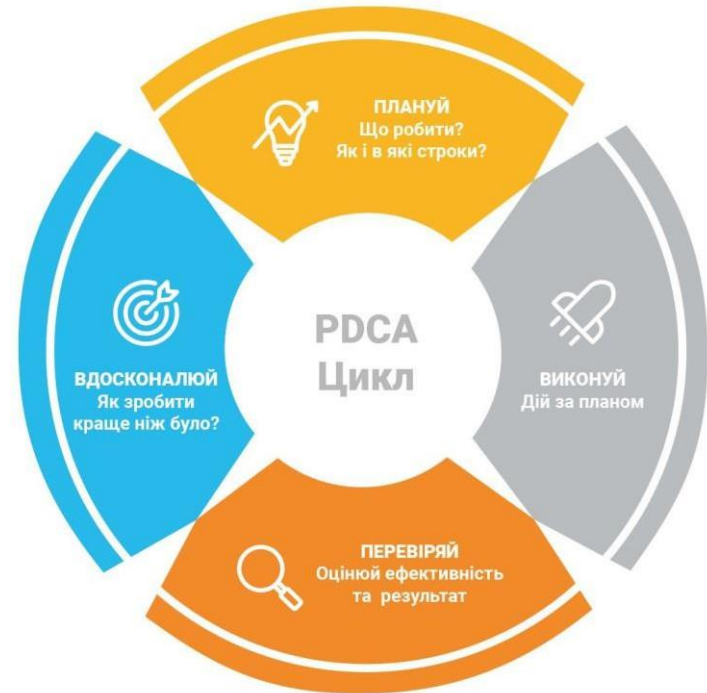 ПЛАНУЙ
Що робити?
Як і в які строки?
PDCA
Цикл
ВИКОНУЙ
Дій за планом
ПЕРЕВІРЯЙ
Оцінюй ефективність
та результат
ВДОСКОНАЛЮЙ
Як зробити
краще ніж було?